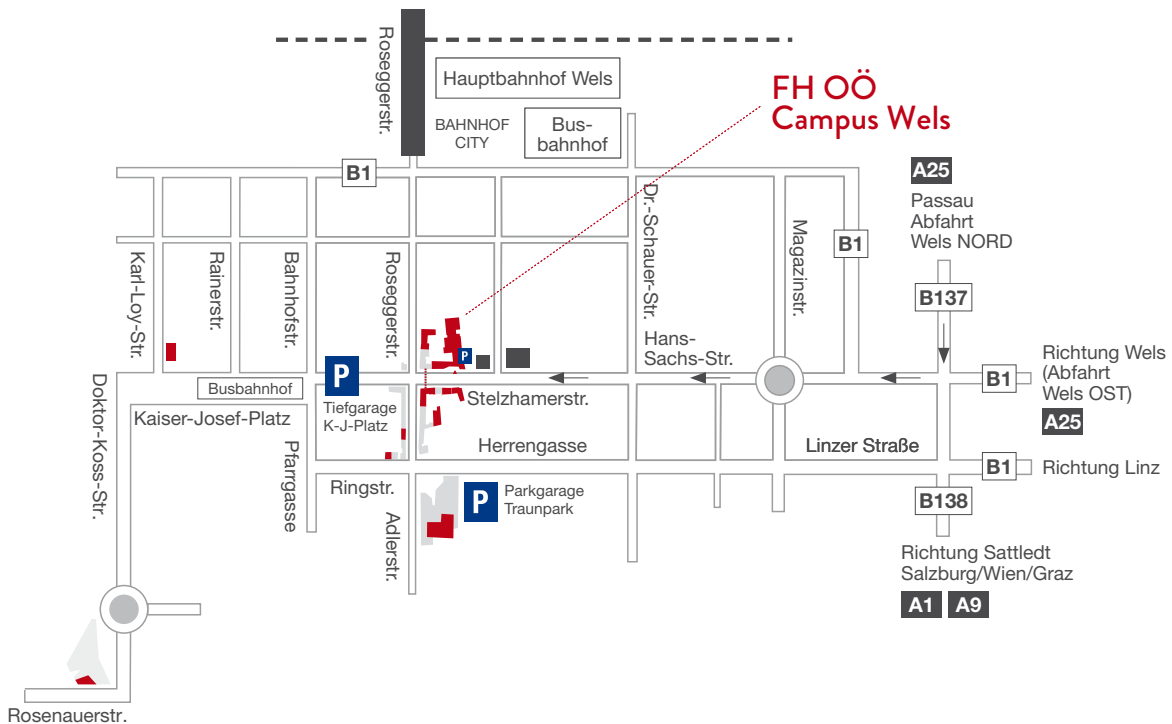 Roseggerstr.
Hauptbahnhof Wels
BAHNHOF
CITY
Bus-
bahnhof
FH OÖ
Campus Wels
B1
A25
Passau
Abfahrt
Wels NORD
B1
B137
Karl-Loy-Str.
Rainerstr.
Bahnhofstr.
Roseggerstr.
Dr.-Schauer-Str.
Magazinstr.
Hans-
Sachs-Str.
P
P
Tiefgarage
K-J-Platz
Busbahnhof
Kaiser-Josef-Platz
Stelzhamerstr.
B1
Richtung Wels
(Abfahrt
Wels OST)
A25
Doktor-Koss-Str.
Pfarrgasse
Herrengasse
Linzer Straße
B1
Richtung Linz
Ringstr.
Adlerstr.
P
Parkgarage
Traunpark
B138
Richtung Sattledt
Salzburg/Wien/Graz
A1
A9
Rosenauerstr.